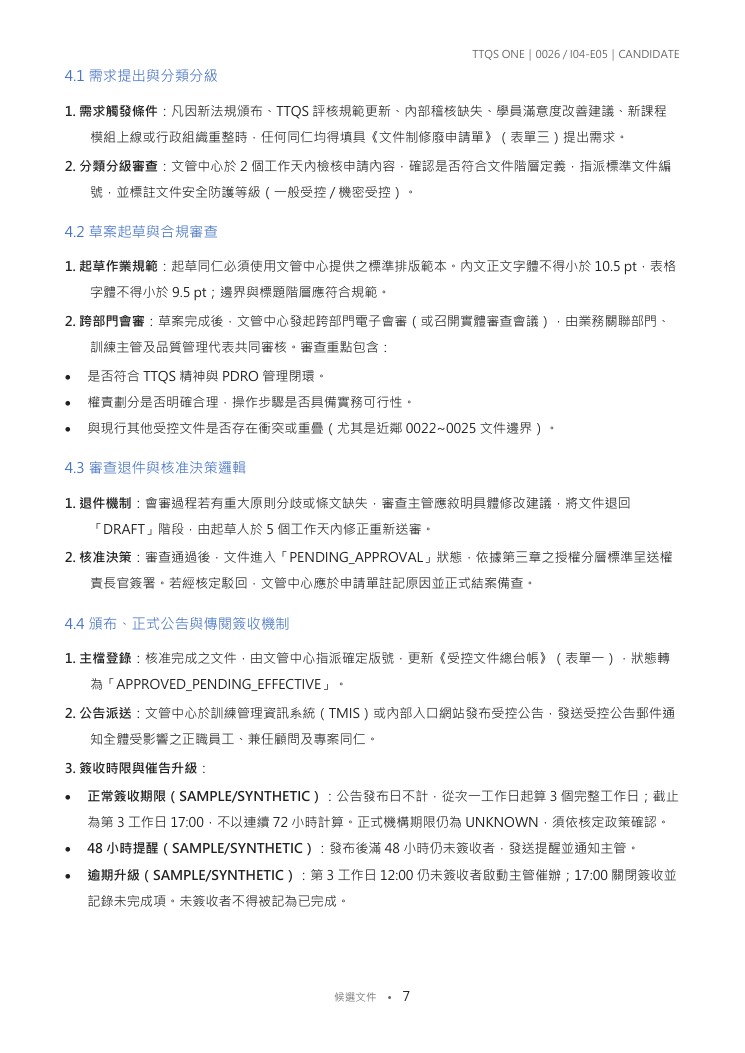 TTQS ONE | 0026 / I04-E05 | CANDIDATE
4.1 需求提出與分類分級
1. 需求觸發條件：凡因新法規頒布、TTQS 評核規範更新、內部稽核缺失、學員滿意度改善建議、新課程
模組上線或行政組織重整時，任何同仁均得填具《文件制修廢申請單》（表單三）提出需求。
2. 分類分級審查：文管中心於 2 個工作天內檢核申請內容，確認是否符合文件階層定義，指派標準文件編
號，並標註文件安全防護等級（一般受控 / 機密受控）。
4.2 草案起草與合規審查
1. 起草作業規範：起草同仁必須使用文管中心提供之標準排版範本。內文正文字體不得小於 10.5 pt，表格
字體不得小於 9.5 pt；邊界與標題階層應符合規範。
2. 跨部門會審：草案完成後，文管中心發起跨部門電子會審（或召開實體審查會議），由業務關聯部門、
訓練主管及品質管理代表共同審核。審查重點包含：
• 是否符合 TTQS 精神與 PDRO 管理閉環。
• 權責劃分是否明確合理，操作步驟是否具備實務可行性。
• 與現行其他受控文件是否存在衝突或重疊（尤其是近鄰 0022~0025 文件邊界）。
4.3 審查退件與核准決策邏輯
1. 退件機制：會審過程若有重大原則分歧或條文缺失，審查主管應敘明具體修改建議，將文件退回
「DRAFT」階段，由起草人於 5 個工作天內修正重新送審。
2. 核准決策：審查通過後，文件進入「PENDING_APPROVAL」狀態，依據第三章之授權分層標準呈送權
責長官簽署。若經核定駁回，文管中心應於申請單註記原因並正式結案備查。
4.4 頒布、正式公告與傳閱簽收機制
1. 主檔登錄：核准完成之文件，由文管中心指派確定版號，更新《受控文件總台帳》（表單一），狀態轉
為「APPROVED_PENDING_EFFECTIVE」。
2. 公告派送：文管中心於訓練管理資訊系統（TMIS）或內部入口網站發布受控公告，發送受控公告郵件通
知全體受影響之正職員工、兼任顧問及專案同仁。
3. 簽收時限與催告升級：
• 正常簽收期限（SAMPLE/SYNTHETIC）：公告發布日不計，從次一工作日起算 3 個完整工作日；截止
為第 3 工作日 17:00，不以連續 72 小時計算。正式機構期限仍為 UNKNOWN，須依核定政策確認。
• 48 小時提醒（SAMPLE/SYNTHETIC）：發布後滿 48 小時仍未簽收者，發送提醒並通知主管。
• 逾期升級（SAMPLE/SYNTHETIC）：第 3 工作日 12:00 仍未簽收者啟動主管催辦；17:00 關閉簽收並
記錄未完成項。未簽收者不得被記為已完成。
候選文件 • 7